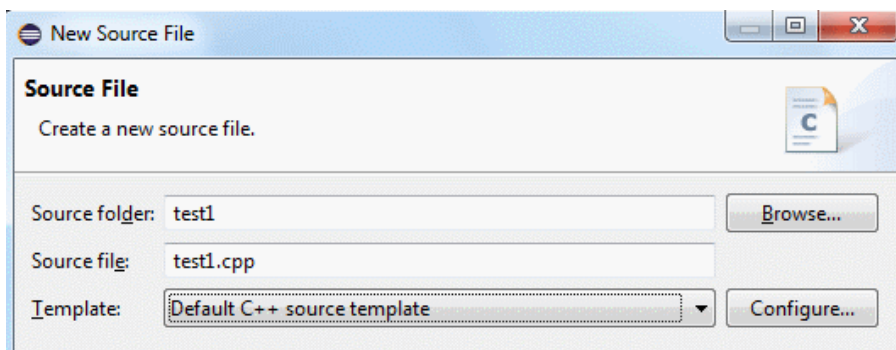 New Source File
Source File
Create a new source file.
C
Source folder: test1 Browse...
Source file: test1.cpp
Template: Default C++ source template Configure...